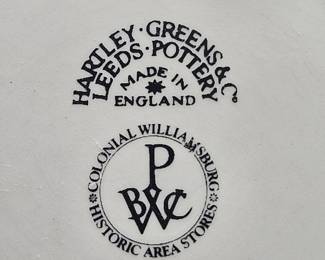 HARTLEY·GREENS & Co
LEEDS·POTTERY
MADE IN
ENGLAND
COLONIAL WILLIAMSBURG
P
BWC
HISTORIC AREA STORES